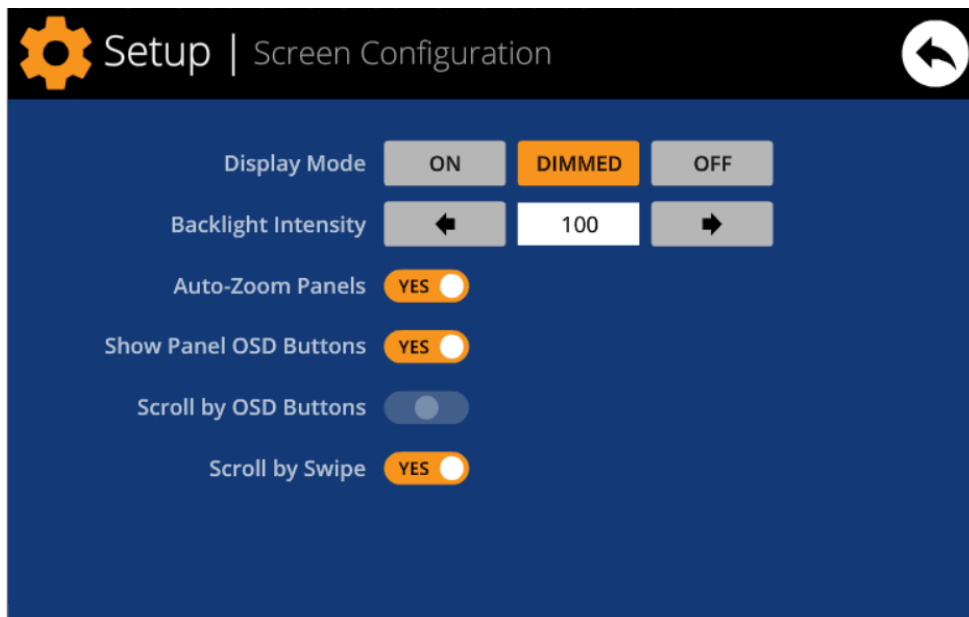 Setup | Screen Configuration
Display Mode ON DIMMED OFF
Backlight Intensity 100
Auto-Zoom Panels YES
Show Panel OSD Buttons YES
Scroll by OSD Buttons
Scroll by Swipe YES